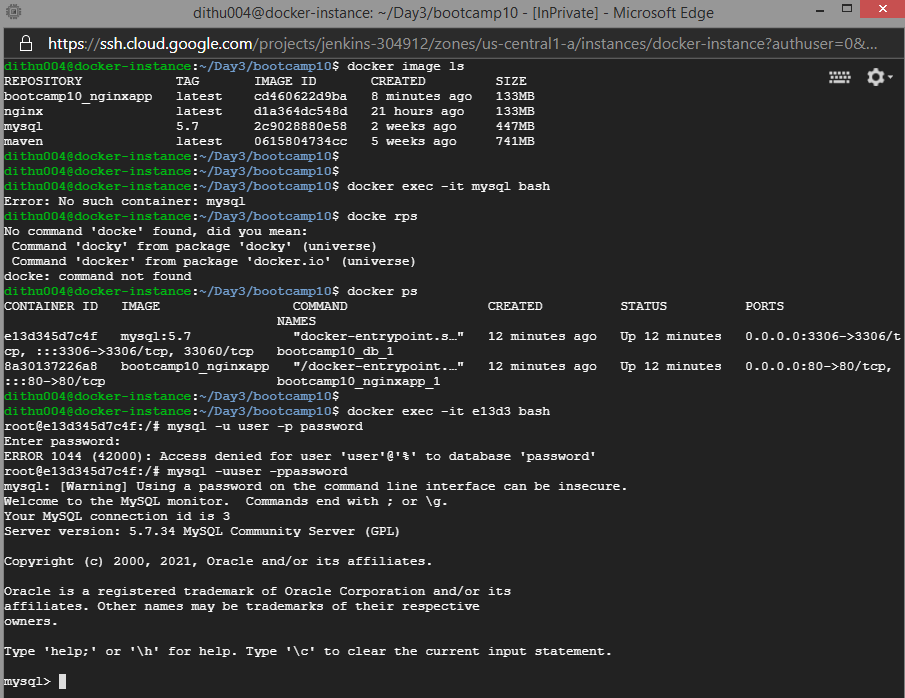 dithu004@docker-instance: ~/Day3/bootcamp10 - [InPrivate] - Microsoft Edge
https://ssh.cloud.google.com/projects/jenkins-304912/zones/us-central1-a/instances/docker-instance?authuser=0&...
dithu004@docker-instance:~/Day3/bootcamp10$ docker image ls
REPOSITORY TAG IMAGE ID CREATED SIZE
bootcamp10_nginxapp latest cd460622d9ba 8 minutes ago 133MB
nginx latest d1a364dc548d 21 hours ago 133MB
mysql 5.7 2c9028880e58 2 weeks ago 447MB
maven latest 0615804734cc 5 weeks ago 741MB
dithu004@docker-instance:~/Day3/bootcamp10$
dithu004@docker-instance:~/Day3/bootcamp10$
dithu004@docker-instance:~/Day3/bootcamp10$ docker exec -it mysql bash
Error: No such container: mysql
dithu004@docker-instance:~/Day3/bootcamp10$ docke rps
No command 'docke' found, did you mean:
Command 'docky' from package 'docky' (universe)
Command 'docker' from package 'docker.io' (universe)
docke: command not found
dithu004@docker-instance:~/Day3/bootcamp10$ docker ps
CONTAINER ID IMAGE COMMAND CREATED STATUS PORTS
NAMES
e13d345d7c4f mysql:5.7 "docker-entrypoint.s…" 12 minutes ago Up 12 minutes 0.0.0.0:3306->3306/t
cp, :::3306->3306/tcp, 33060/tcp bootcamp10_db_1
8a30137226a8 bootcamp10_nginxapp "/docker-entrypoint.…" 12 minutes ago Up 12 minutes 0.0.0.0:80->80/tcp,
:::80->80/tcp bootcamp10_nginxapp_1
dithu004@docker-instance:~/Day3/bootcamp10$
dithu004@docker-instance:~/Day3/bootcamp10$ docker exec -it e13d3 bash
root@e13d345d7c4f:/# mysql -u user -p password
Enter password:
ERROR 1044 (42000): Access denied for user 'user'@'%' to database 'password'
root@e13d345d7c4f:/# mysql -uuser -ppassword
mysql: [Warning] Using a password on the command line interface can be insecure.
Welcome to the MySQL monitor.  Commands end with ; or \g.
Your MySQL connection id is 3
Server version: 5.7.34 MySQL Community Server (GPL)
Copyright (c) 2000, 2021, Oracle and/or its affiliates.
Oracle is a registered trademark of Oracle Corporation and/or its
affiliates. Other names may be trademarks of their respective
owners.
Type 'help;' or '\h' for help. Type '\c' to clear the current input statement.
mysql>